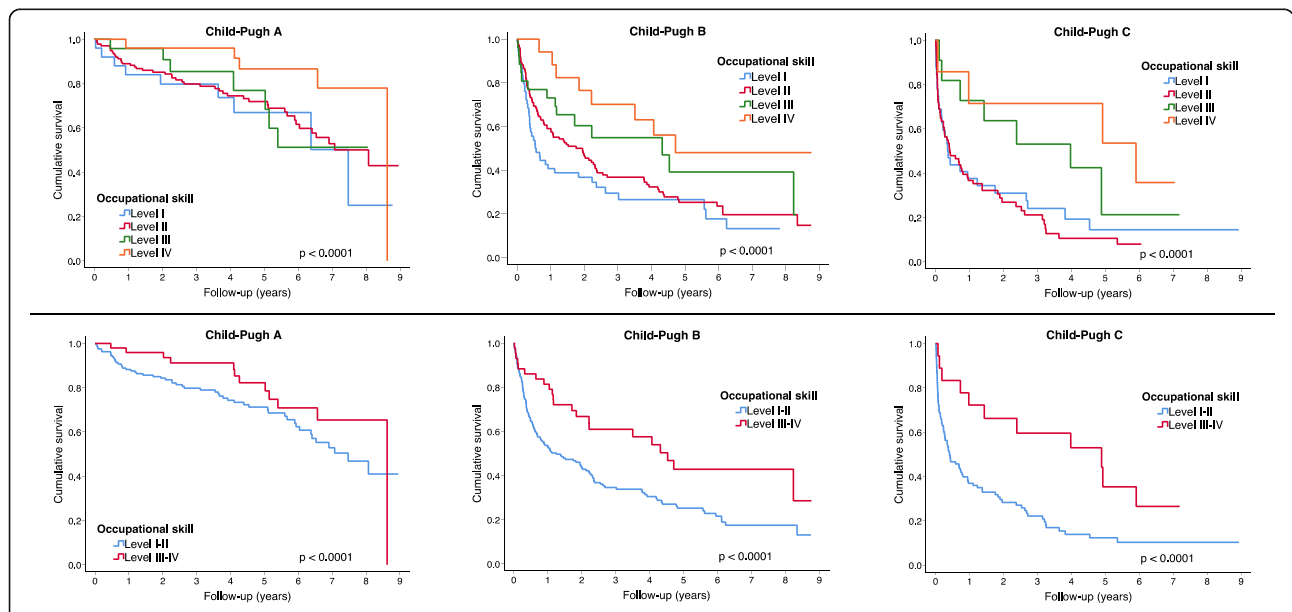 Child-Pugh A
Cumulative survival
1.0
0.8
0.6
0.4
0.2
0.0
Occupational skill
Level I
Level II
Level III
Level IV
p < 0.0001
0 1 2 3 4 5 6 7 8 9
Follow-up (years)
Child-Pugh B
Cumulative survival
1.0
0.8
0.6
0.4
0.2
0.0
Occupational skill
Level I
Level II
Level III
Level IV
p < 0.0001
0 1 2 3 4 5 6 7 8 9
Follow-up (years)
Child-Pugh C
Cumulative survival
1.0
0.8
0.6
0.4
0.2
0.0
Occupational skill
Level I
Level II
Level III
Level IV
p < 0.0001
0 1 2 3 4 5 6 7 8 9
Follow-up (years)
Child-Pugh A
Cumulative survival
1.0
0.8
0.6
0.4
0.2
0.0
Occupational skill
Level I-II
Level III-IV
p < 0.0001
0 1 2 3 4 5 6 7 8 9
Follow-up (years)
Child-Pugh B
Cumulative survival
1.0
0.8
0.6
0.4
0.2
0.0
Occupational skill
Level I-II
Level III-IV
p < 0.0001
0 1 2 3 4 5 6 7 8 9
Follow-up (years)
Child-Pugh C
Cumulative survival
1.0
0.8
0.6
0.4
0.2
0.0
Occupational skill
Level I-II
Level III-IV
p < 0.0001
0 1 2 3 4 5 6 7 8 9
Follow-up (years)